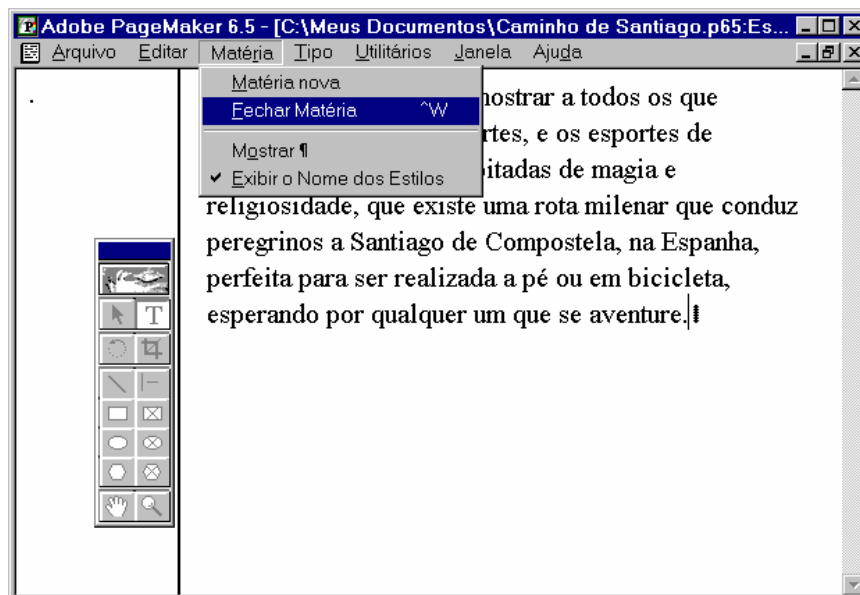 Adobe PageMaker 6.5 - [C:\Meus Documentos\Caminho de Santiago.p65:Es...
Arquivo Editar Matéria Tipo Utilitários Janela Ajuda
Matéria nova
Fechar Matéria ^W
Mostrar ¶
✔ Exibir o Nome dos Estilos
a todos os que
e os esportes de
de magia e
religiosidade, que existe uma rota milenar que conduz
peregrinos a Santiago de Compostela, na Espanha,
perfeita para ser realizada a pé ou em bicicleta,
esperando por qualquer um que se aventure.
T